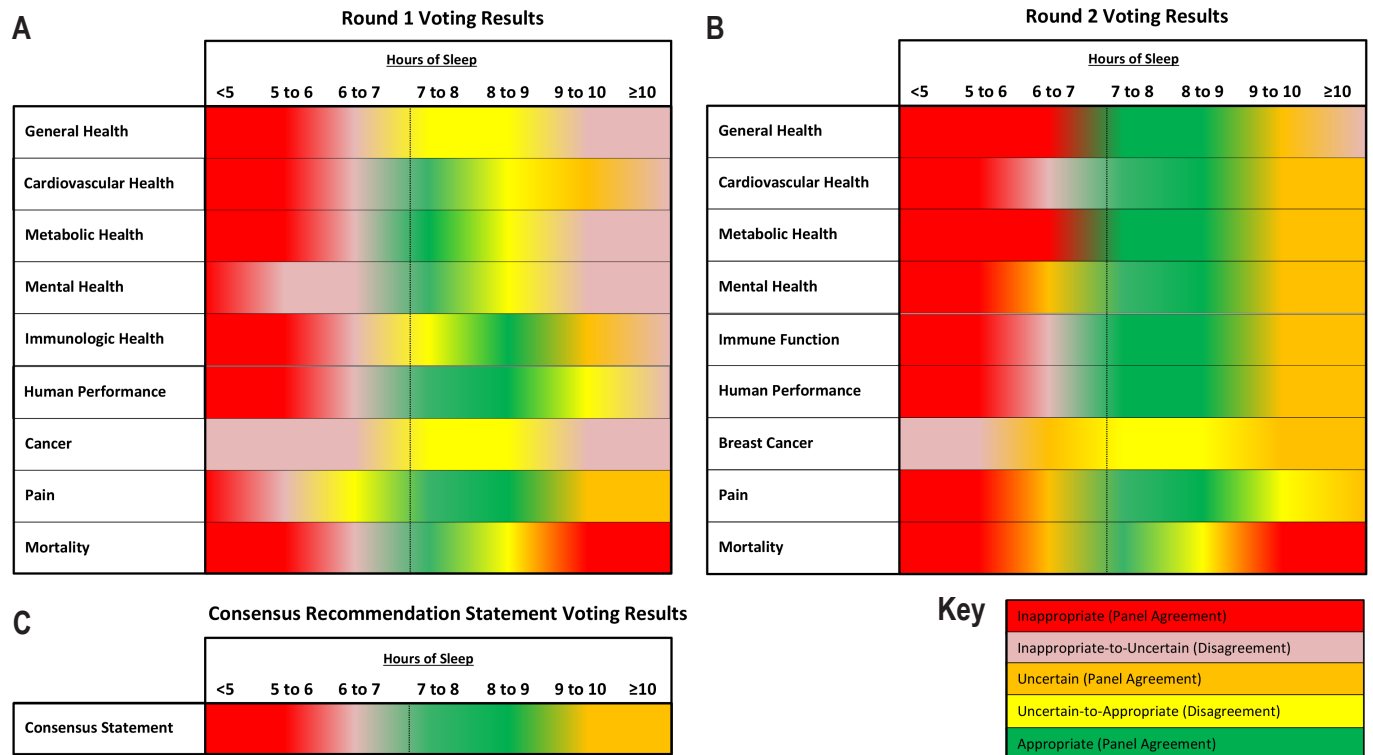 A
Round 1 Voting Results
Hours of Sleep
<5 5 to 6 6 to 7 7 to 8 8 to 9 9 to 10 ≥10
General Health
Cardiovascular Health
Metabolic Health
Mental Health
Immunologic Health
Human Performance
Cancer
Pain
Mortality
B
Round 2 Voting Results
Hours of Sleep
<5 5 to 6 6 to 7 7 to 8 8 to 9 9 to 10 ≥10
General Health
Cardiovascular Health
Metabolic Health
Mental Health
Immune Function
Human Performance
Breast Cancer
Pain
Mortality
C
Consensus Recommendation Statement Voting Results
Hours of Sleep
<5 5 to 6 6 to 7 7 to 8 8 to 9 9 to 10 ≥10
Consensus Statement
Key
Inappropriate (Panel Agreement)
Inappropriate-to-Uncertain (Disagreement)
Uncertain (Panel Agreement)
Uncertain-to-Appropriate (Disagreement)
Appropriate (Panel Agreement)